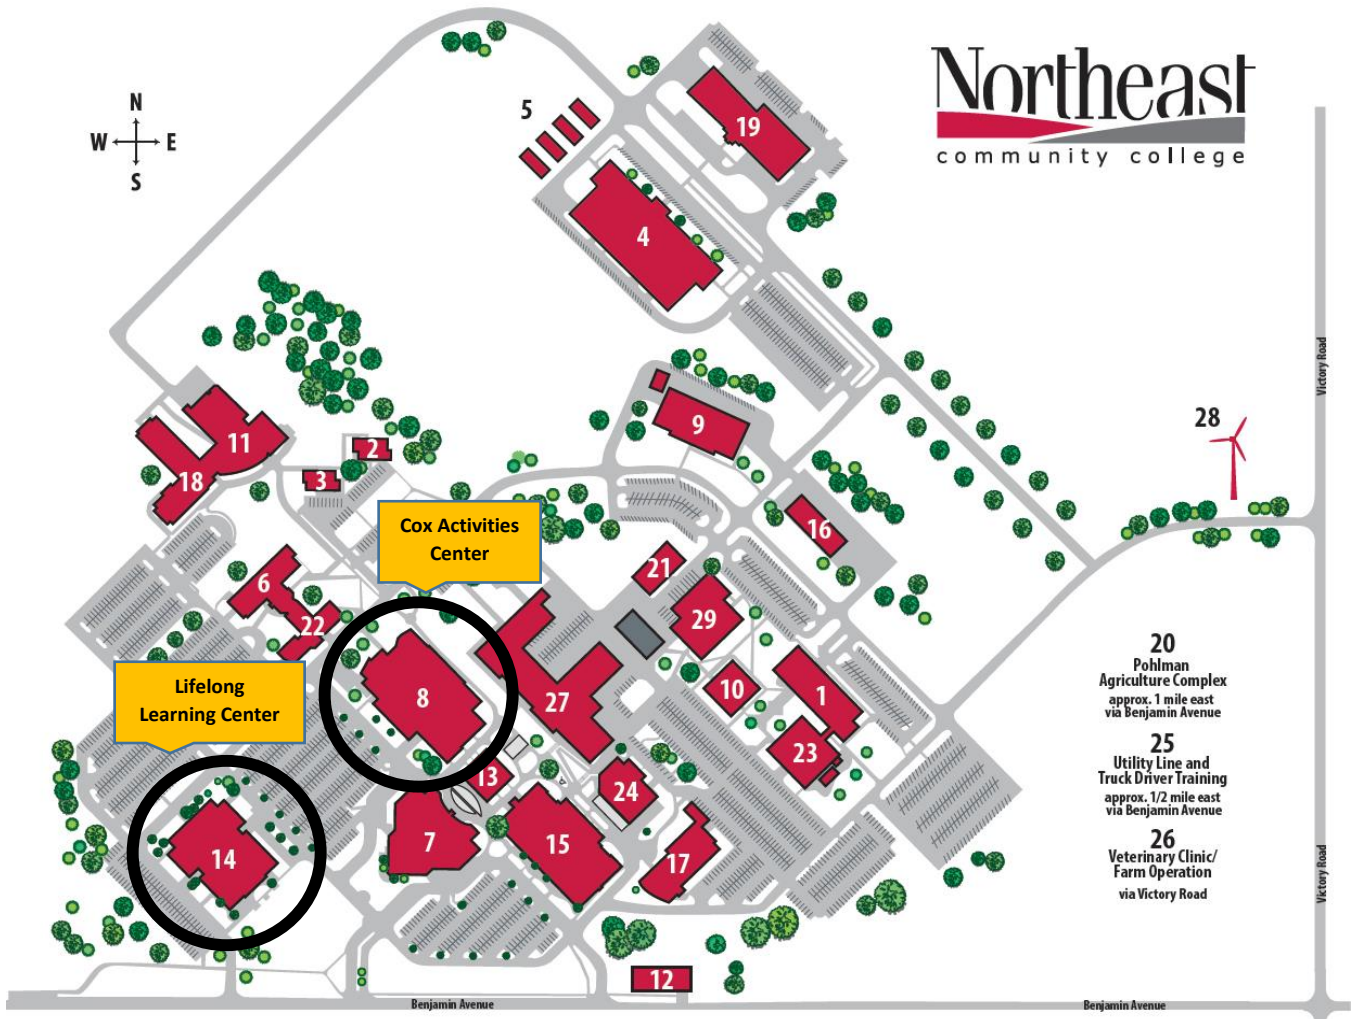 Northeast
community college
N
W E
S
5
19
4
28
9
11
2
3
18
16
Cox Activities
Center
21
6
29
22
10
8
1
27
Lifelong
Learning Center
23
13
24
7
15
14
17
12
20
Pohlman
Agriculture Complex
approx. 1 mile east
via Benjamin Avenue
25
Utility Line and
Truck Driver Training
approx. 1/2 mile east
via Benjamin Avenue
26
Veterinary Clinic/
Farm Operation
via Victory Road
Victory Road
Victory Road
Benjamin Avenue
Benjamin Avenue